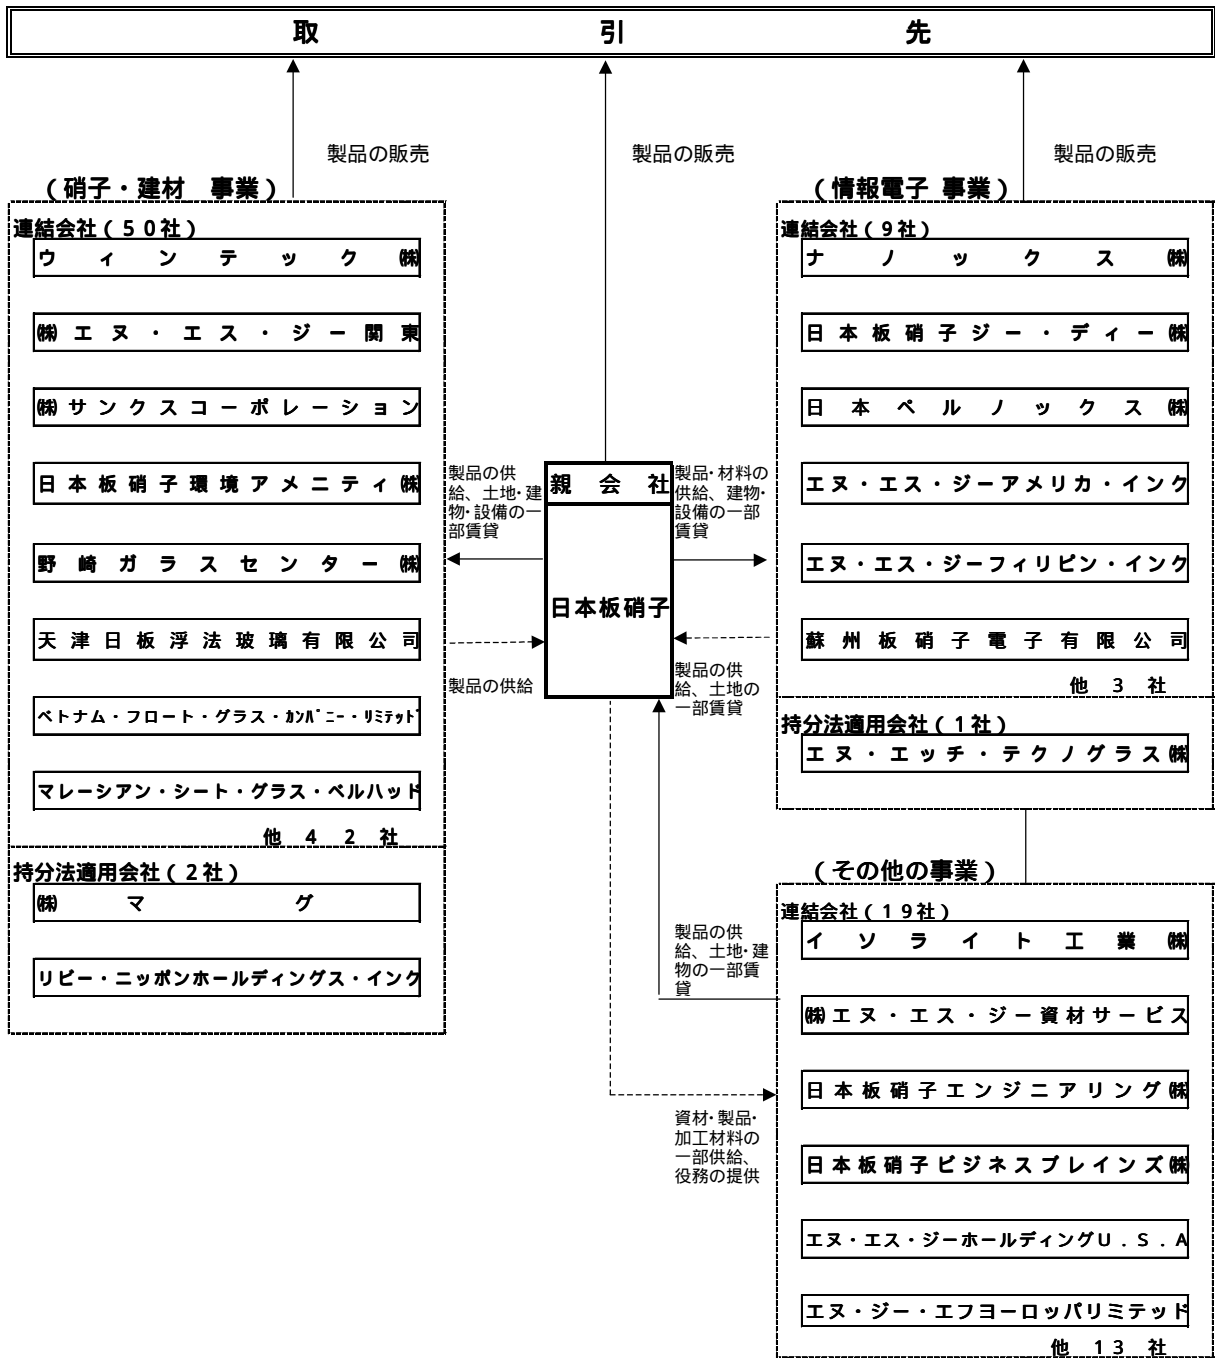 取引先
製品の販売
製品の販売
製品の販売
(硝子・建材 事業)
連結会社(50社)
ウィンテック㈱
㈱エヌ・エス・ジー関東
㈱サンクスコーポレーション
日本板硝子環境アメニティ㈱
野崎ガラスセンター㈱
天津日板浮法玻璃有限公司
ベトナム・フロート・グラス・ｶﾝﾊﾟﾆｰ・ﾘﾐﾃｯﾄﾞ
マレーシアン・シート・グラス・ベルハッド
他42社
持分法適用会社(2社)
㈱マグ
リビー・ニッポンホールディングス・インク
製品の供
給、土地・建
物・設備の一
部賃貸
製品の供給
親会社
日本板硝子
製品・材料の
供給、建物・
設備の一部
賃貸
製品の供
給、土地の
一部賃貸
(情報電子 事業)
連結会社(9社)
ナノックス㈱
日本板硝子ジー・ディー㈱
日本ペルノックス㈱
エヌ・エス・ジーアメリカ・インク
エヌ・エス・ジーフィリピン・インク
蘇州板硝子電子有限公司
他3社
持分法適用会社(1社)
エヌ・エッチ・テクノグラス㈱
製品の供
給、土地・建
物の一部賃
貸
資材・製品・
加工材料の
一部供給、
役務の提供
(その他の事業)
連結会社(19社)
イソライト工業㈱
㈱エヌ・エス・ジー資材サービス
日本板硝子エンジニアリング㈱
日本板硝子ビジネスブレインズ㈱
エヌ・エス・ジーホールディングU.S.A
エヌ・ジー・エフヨーロッパリミテッド
他13社